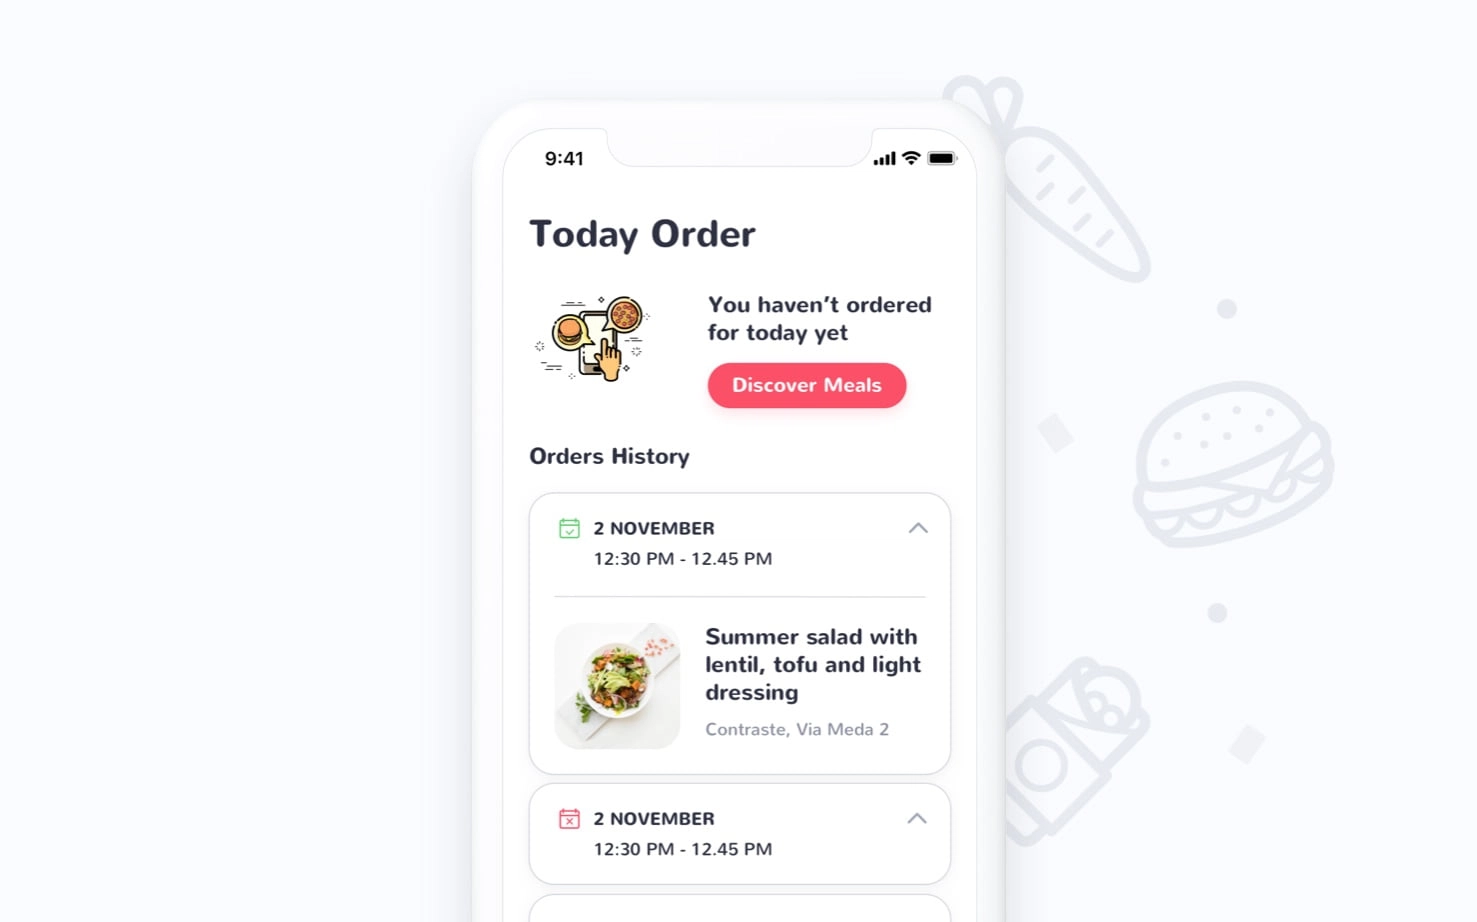 9:41
Today Order
You haven’t ordered
for today yet
Discover Meals
Orders History
2 NOVEMBER
12:30 PM - 12.45 PM
Summer salad with
lentil, tofu and light
dressing
Contraste, Via Meda 2
2 NOVEMBER
12:30 PM - 12.45 PM